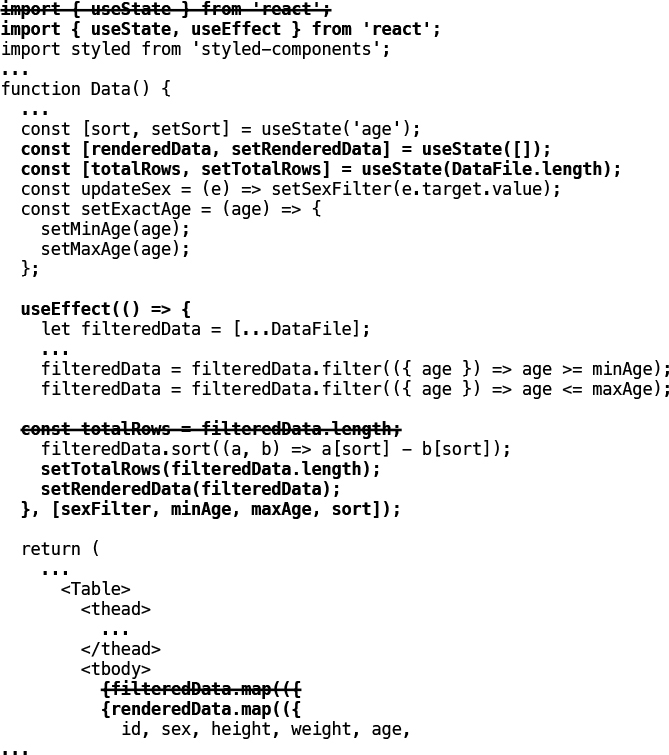 import { useState } from 'react';
import { useState, useEffect } from 'react';
import styled from 'styled-components';
...
function Data() {
  ...
  const [sort, setSort] = useState('age');
  const [renderedData, setRenderedData] = useState([]);
  const [totalRows, setTotalRows] = useState(DataFile.length);
  const updateSex = (e) => setSexFilter(e.target.value);
  const setExactAge = (age) => {
    setMinAge(age);
    setMaxAge(age);
  };

  useEffect(() => {
    let filteredData = [...DataFile];
    ...
    filteredData = filteredData.filter(({ age }) => age >= minAge);
    filteredData = filteredData.filter(({ age }) => age <= maxAge);

  const totalRows = filteredData.length;
    filteredData.sort((a, b) => a[sort] - b[sort]);
    setTotalRows(filteredData.length);
    setRenderedData(filteredData);
  }, [sexFilter, minAge, maxAge, sort]);

  return (
    ...
      <Table>
        <thead>
          ...
        </thead>
        <tbody>
          {filteredData.map(({
          {renderedData.map(({
            id, sex, height, weight, age,
...